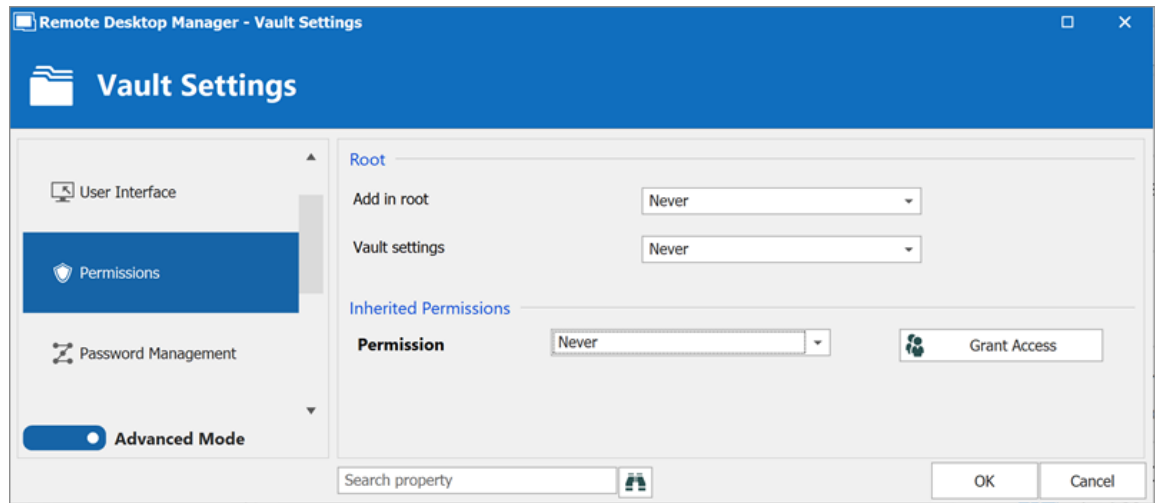 Remote Desktop Manager - Vault Settings
Vault Settings
User Interface
Permissions
Password Management
Advanced Mode
Root
Add in root Never
Vault settings Never
Inherited Permissions
Permission Never Grant Access
Search property OK Cancel